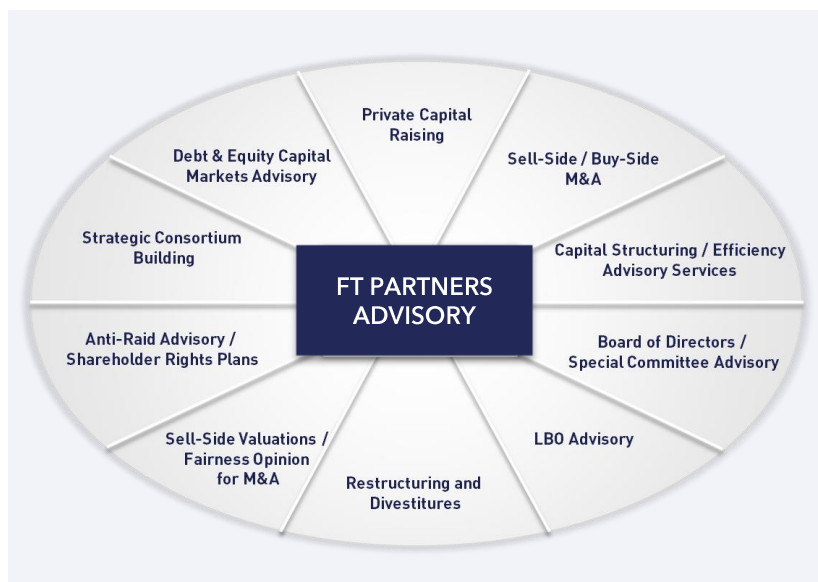 Private Capital
Raising
Sell-Side / Buy-Side
M&A
Capital Structuring / Efficiency
Advisory Services
Board of Directors /
Special Committee Advisory
LBO Advisory
Restructuring and
Divestitures
Sell-Side Valuations /
Fairness Opinion
for M&A
Anti-Raid Advisory /
Shareholder Rights Plans
Strategic Consortium
Building
Debt & Equity Capital
Markets Advisory
FT PARTNERS
ADVISORY